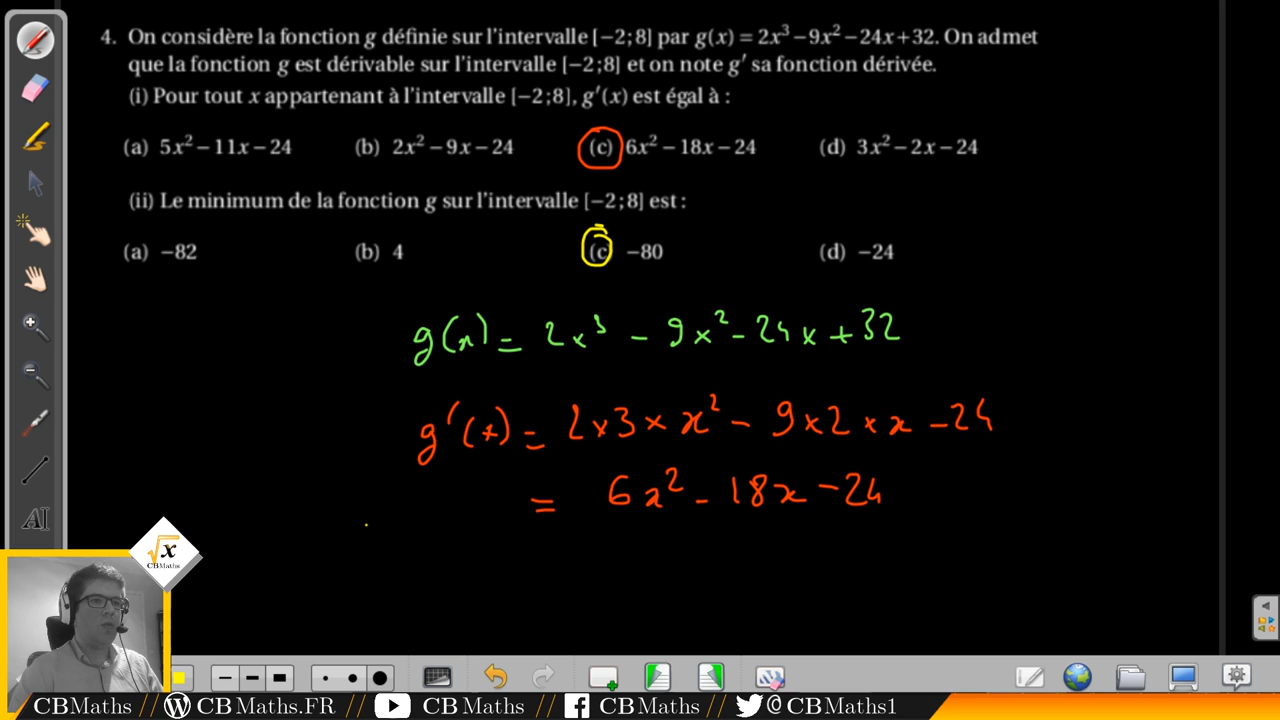 4. On considère la fonction g définie sur l'intervalle [−2;8] par g(x) = 2x³ − 9x² − 24x + 32. On admet
que la fonction g est dérivable sur l'intervalle [−2;8] et on note g′ sa fonction dérivée.
(i) Pour tout x appartenant à l'intervalle [−2;8], g′(x) est égal à :
(a) 5x² − 11x − 24 (b) 2x² − 9x − 24 (c) 6x² − 18x − 24 (d) 3x² − 2x − 24
(ii) Le minimum de la fonction g sur l'intervalle [−2;8] est :
(a) −82 (b) 4 (c) −80 (d) −24
g(x) = 2x³ − 9x² − 24x + 32
g′(x) = 2×3×x² − 9×2×x − 24
= 6x² − 18x − 24
AI
√x
CBMaths
CBMaths CBMaths.FR CB Maths CBMaths @CBMaths1